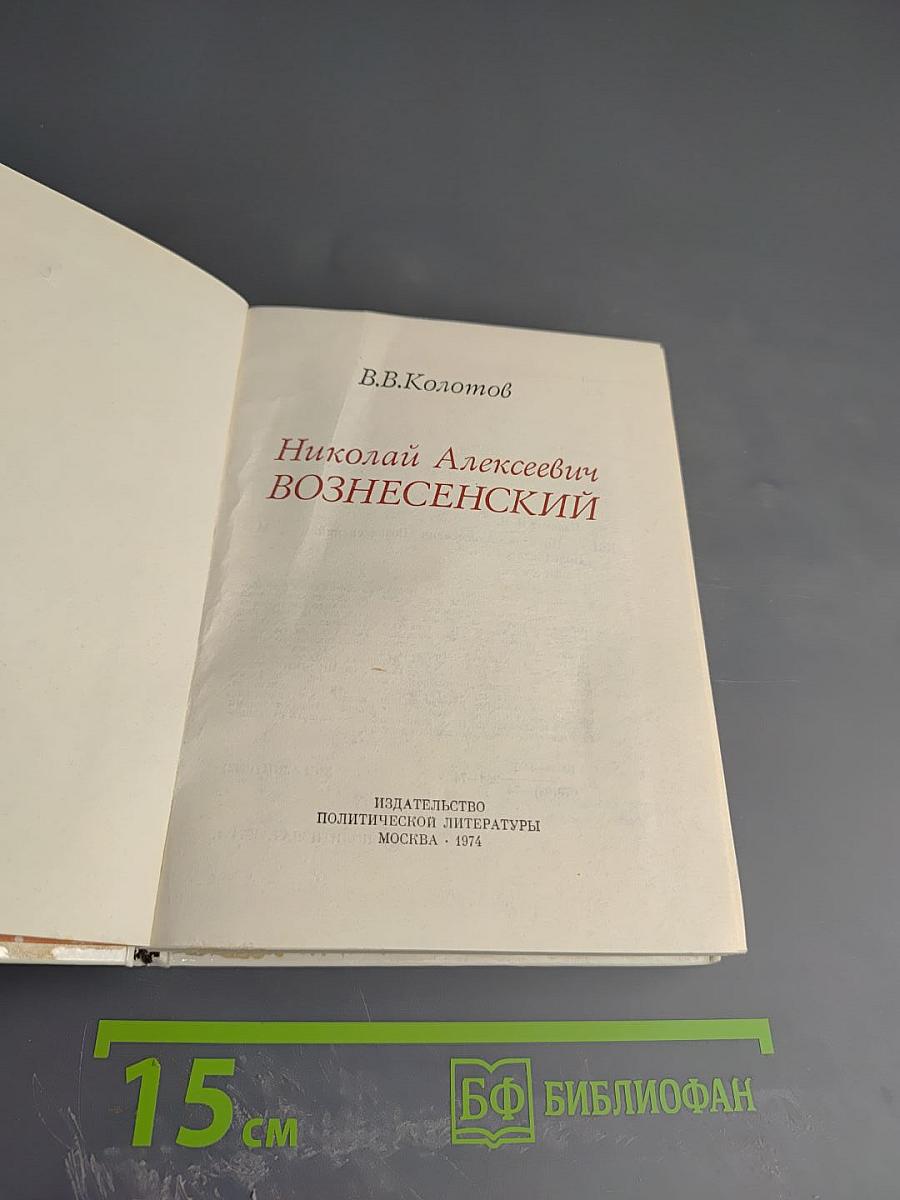 В.В.Колотов
Николай Алексеевич
ВОЗНЕСЕНСКИЙ
ИЗДАТЕЛЬСТВО
ПОЛИТИЧЕСКОЙ ЛИТЕРАТУРЫ
МОСКВА · 1974
15 см
БФ БИБЛИОФАН